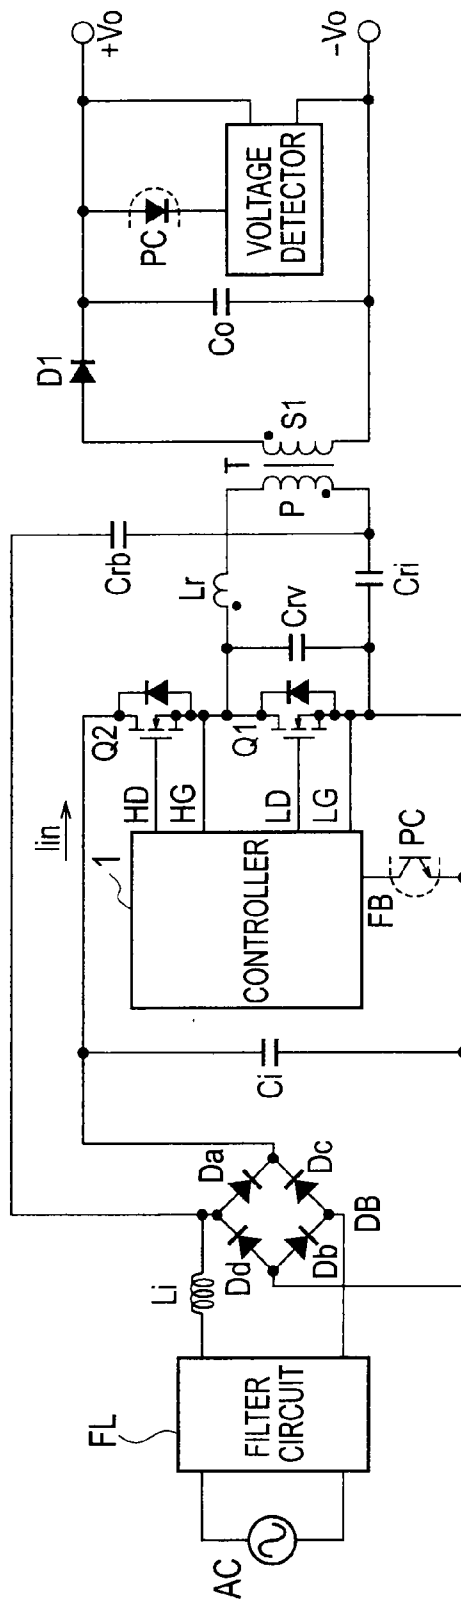 AC
FL
FILTER
CIRCUIT
Li
Da
Dc
Dd
Db
DB
Ci
Iin
1
CONTROLLER
HD
HG
LD
LG
FB
PC
Q2
Q1
Lr
Crv
Crb
Cri
P
T
S1
D1
Co
PC
VOLTAGE
DETECTOR
+Vo
-Vo